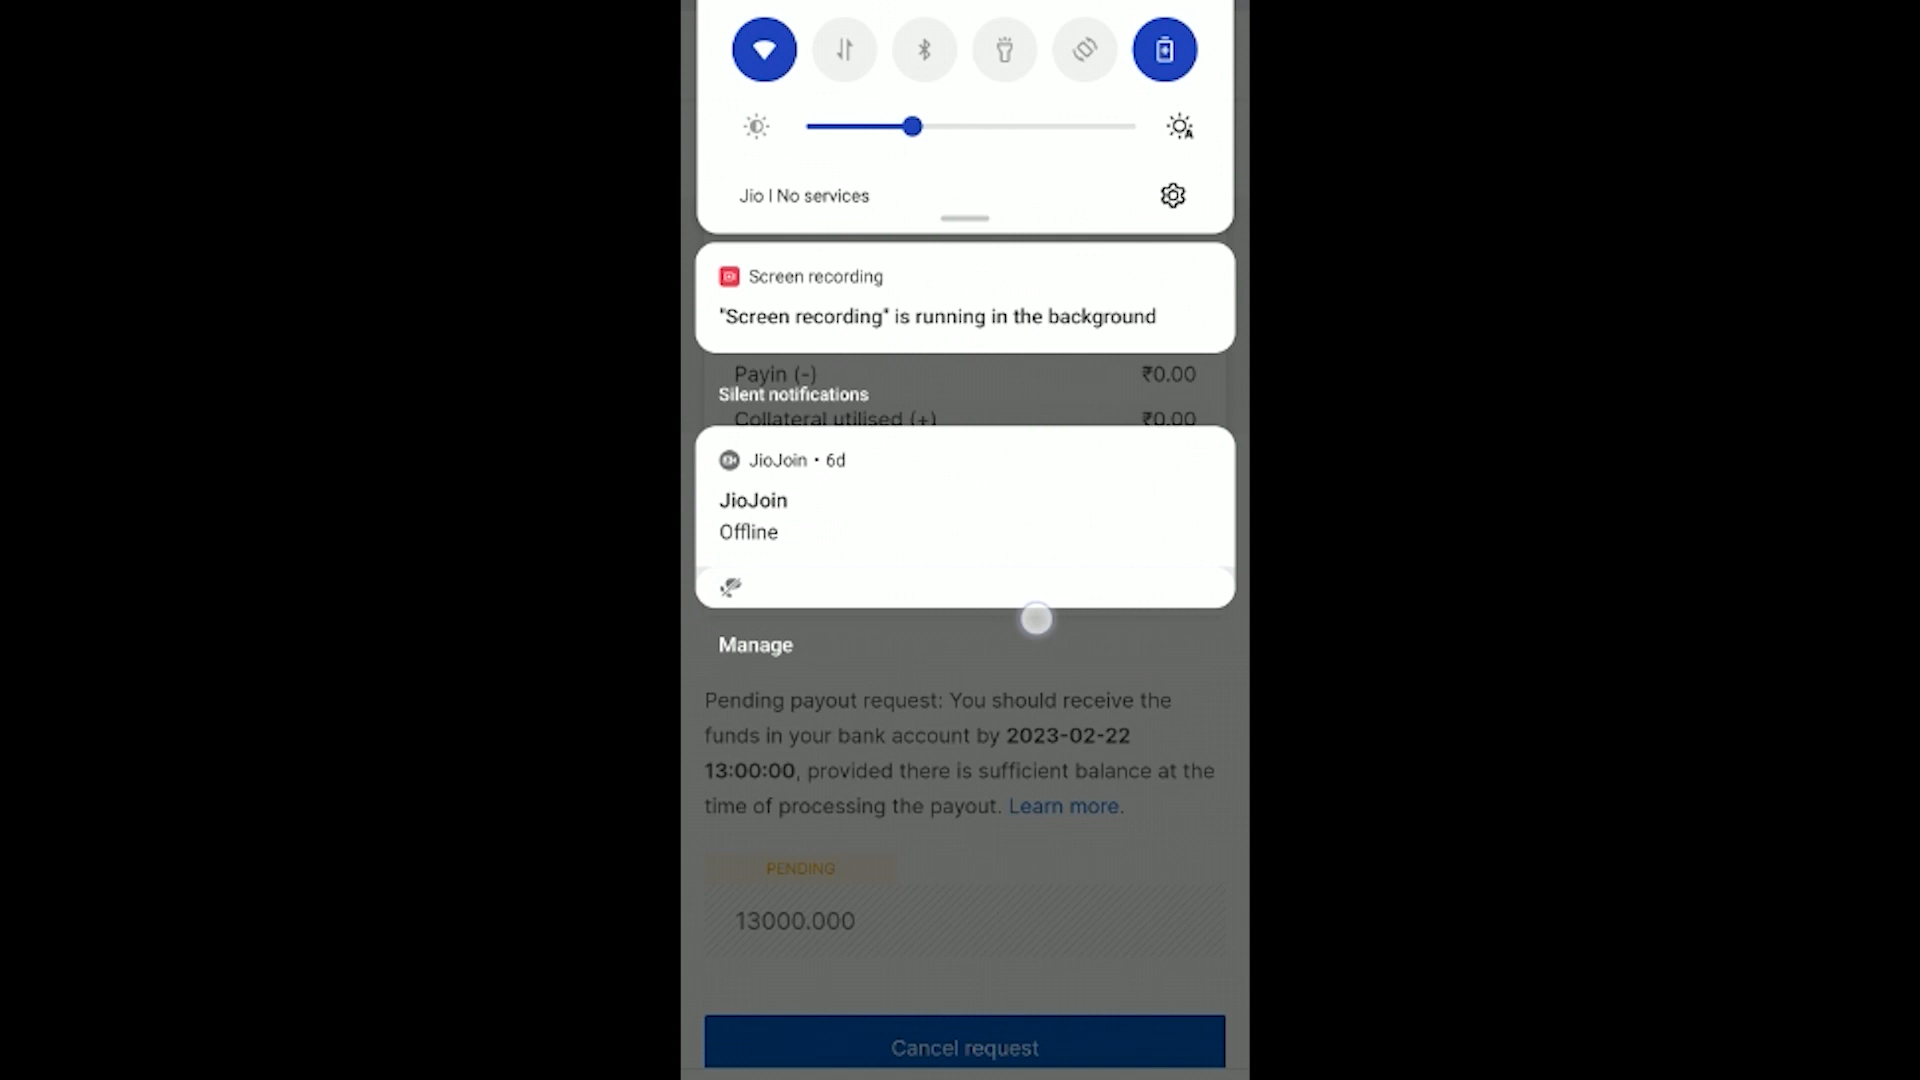 Jio | No services
Screen recording
"Screen recording" is running in the background
Payin (-) ₹0.00
Silent notifications
Collateral utilised (+) ₹0.00
JioJoin • 6d
JioJoin
Offline
Manage
Pending payout request: You should receive the
funds in your bank account by 2023-02-22
13:00:00, provided there is sufficient balance at the
time of processing the payout. Learn more.
PENDING
13000.000
Cancel request